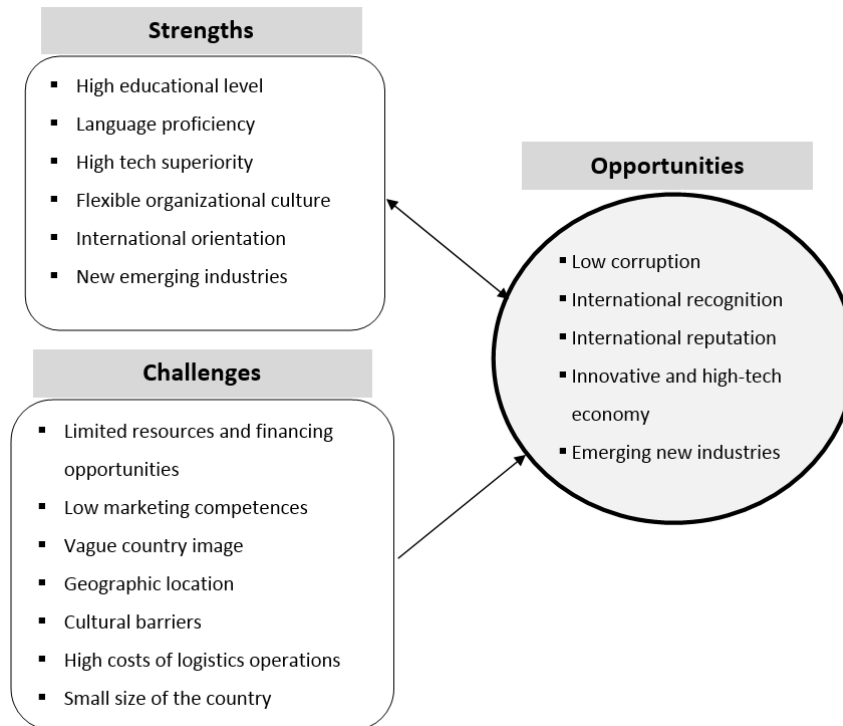 Strengths
▪ High educational level
▪ Language proficiency
▪ High tech superiority
▪ Flexible organizational culture
▪ International orientation
▪ New emerging industries
Challenges
▪ Limited resources and financing
opportunities
▪ Low marketing competences
▪ Vague country image
▪ Geographic location
▪ Cultural barriers
▪ High costs of logistics operations
▪ Small size of the country
Opportunities
▪ Low corruption
▪ International recognition
▪ International reputation
▪ Innovative and high-tech
economy
▪ Emerging new industries